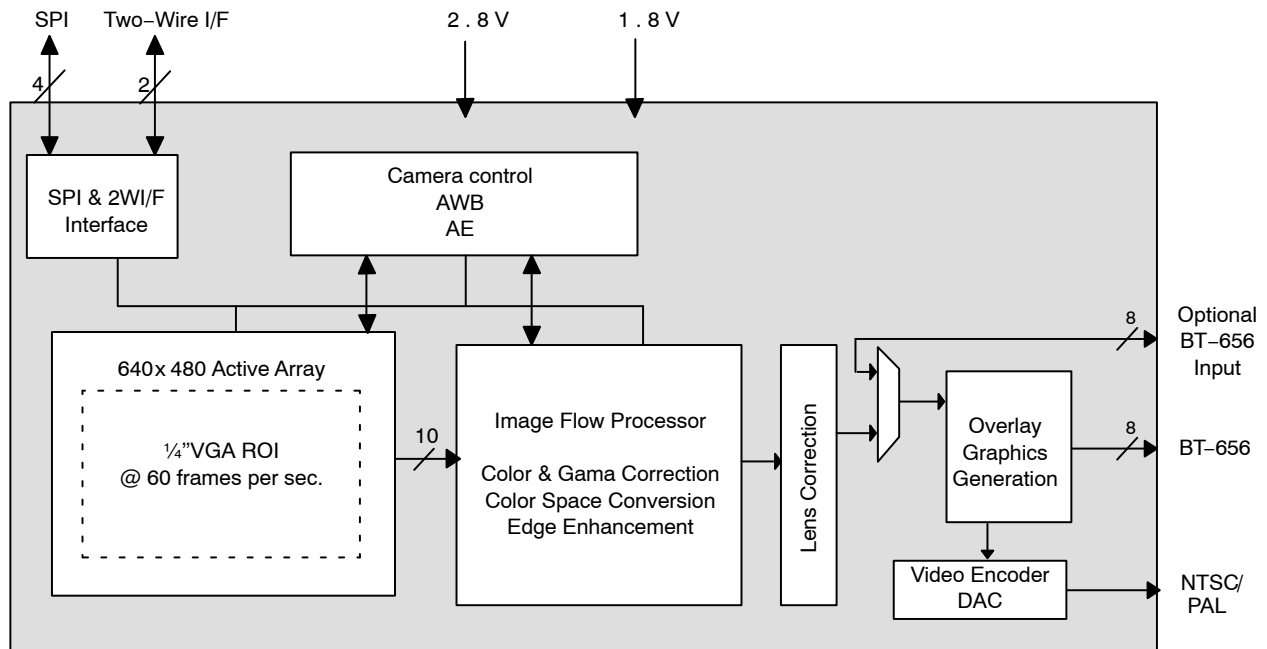 SPI
Two–Wire I/F
2 . 8 V
1 . 8 V
4
2
SPI & 2WI/F
Interface
Camera control
AWB
AE
640x 480 Active Array
¼”VGA ROI
@ 60 frames per sec.
10
Image Flow Processor
Color & Gama Correction
Color Space Conversion
Edge Enhancement
Lens Correction
8
Optional
BT–656
Input
Overlay
Graphics
Generation
8
BT–656
Video Encoder
DAC
NTSC/
PAL